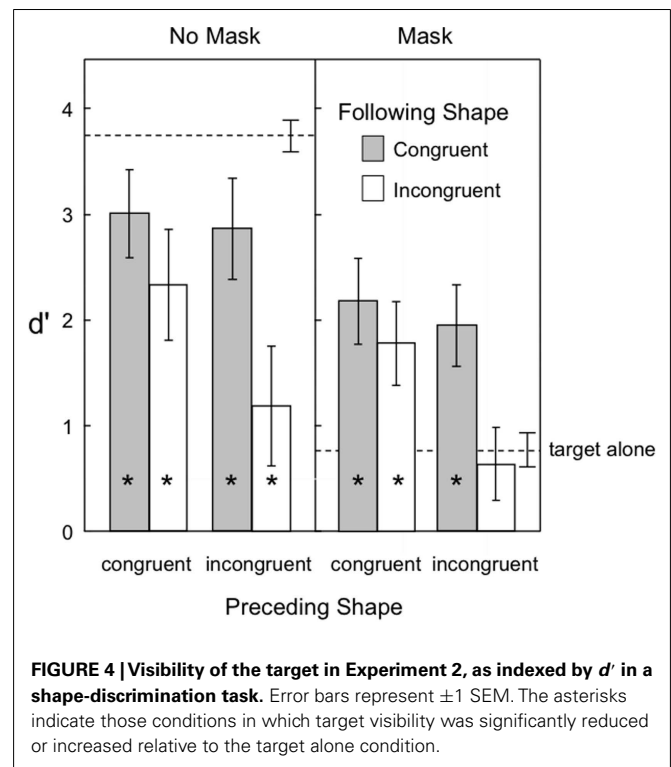 No Mask Mask
4
Following Shape
Congruent
3
Incongruent
d' 2
1
target alone
* * * * * * *
0
congruent incongruent congruent incongruent
Preceding Shape
FIGURE 4 | Visibility of the target in Experiment 2, as indexed by d′ in a
shape-discrimination task. Error bars represent ±1 SEM. The asterisks
indicate those conditions in which target visibility was significantly reduced
or increased relative to the target alone condition.